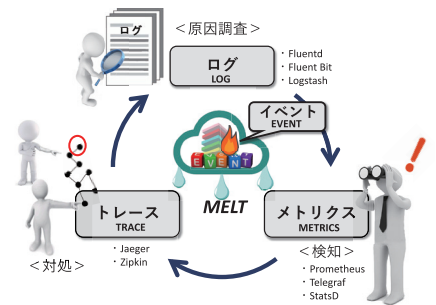 ＜原因調査＞
ログ
ログ
LOG
・Fluentd
・Fluent Bit
・Logstash
イベント
EVENT
EVENT
MELT
トレース
TRACE
・Jaeger
・Zipkin
＜対処＞
メトリクス
METRICS
＜検知＞
・Prometheus
・Telegraf
・StatsD